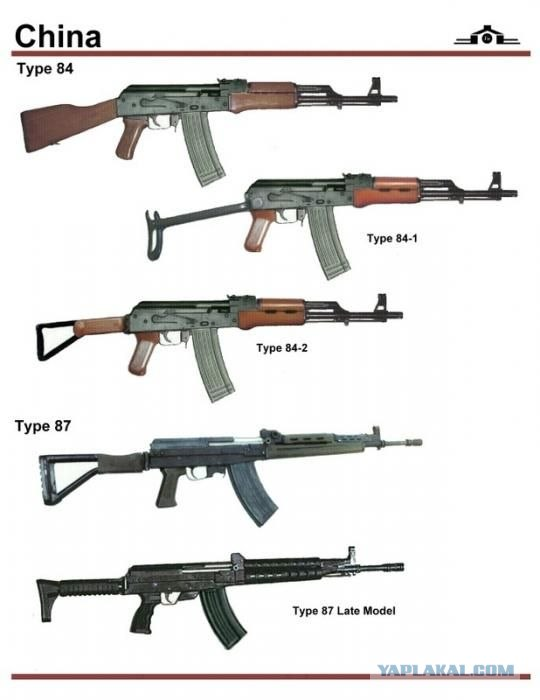 China
Type 84
Type 84-1
Type 84-2
Type 87
Type 87 Late Model
YAPLAKAL.COM